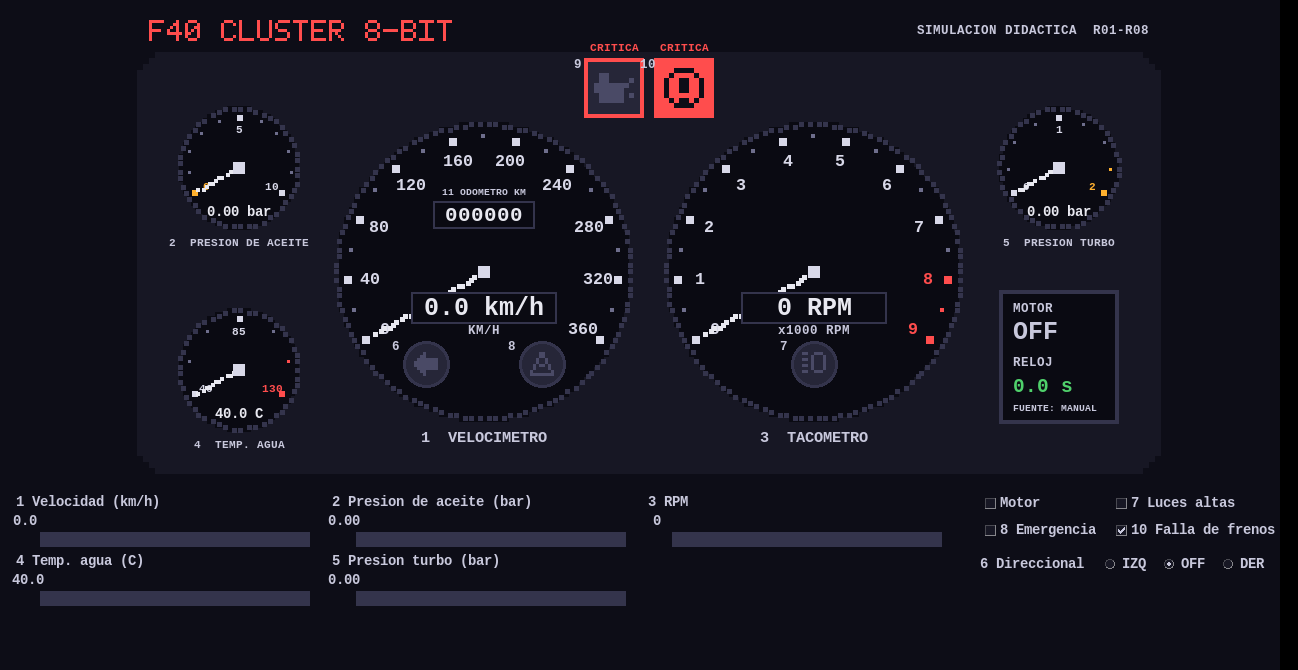 F40 CLUSTER 8-BIT
SIMULACION DIDACTICA R01-R08
CRITICA CRITICA
9 10
5
10
0.00 bar
2 PRESION DE ACEITE
85
130
40.0 C
4 TEMP. AGUA
160 200
120 240
11 ODOMETRO KM
000000
80 280
40 320
0.0 km/h
KM/H
360
6 8
1 VELOCIMETRO
4 5
3 6
2 7
1 8
0 RPM
x1000 RPM
9
7
3 TACOMETRO
1
2
0.00 bar
5 PRESION TURBO
MOTOR
OFF
RELOJ
0.0 s
FUENTE: MANUAL
1 Velocidad (km/h)
0.0
2 Presion de aceite (bar)
0.00
3 RPM
0
4 Temp. agua (C)
40.0
5 Presion turbo (bar)
0.00
Motor
7 Luces altas
8 Emergencia
10 Falla de frenos
6 Direccional IZQ OFF DER